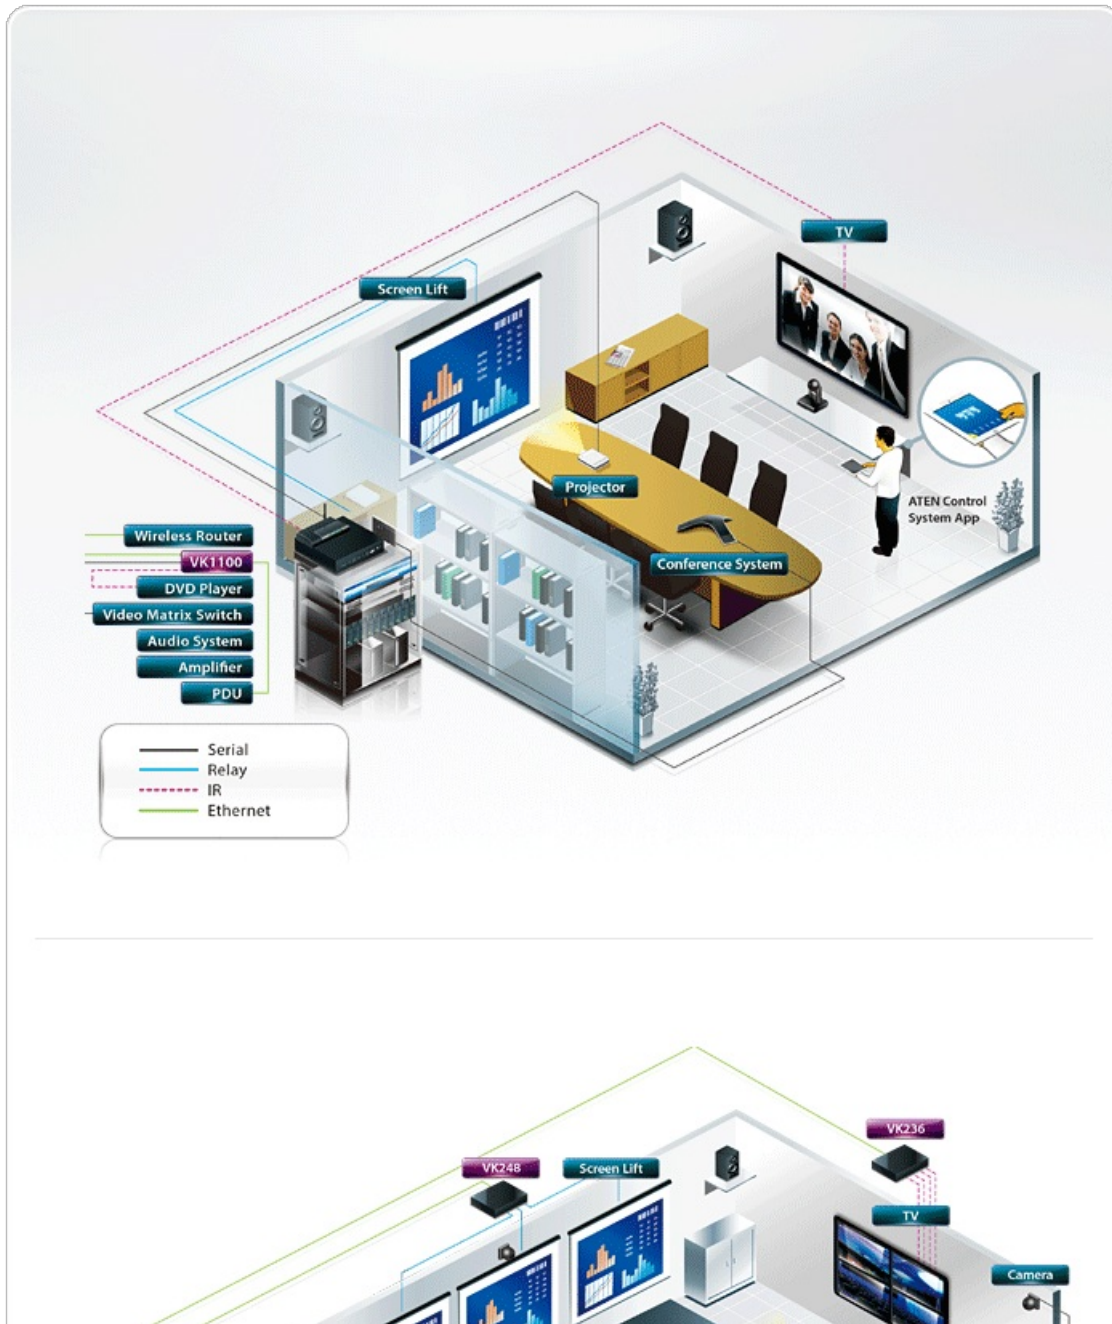 TV
Screen Lift
Projector
ATEN Control
System App
Wireless Router
VK1100
Conference System
DVD Player
Video Matrix Switch
Audio System
Amplifier
PDU
Serial
Relay
IR
Ethernet
VK236
VK248
Screen Lift
TV
Camera